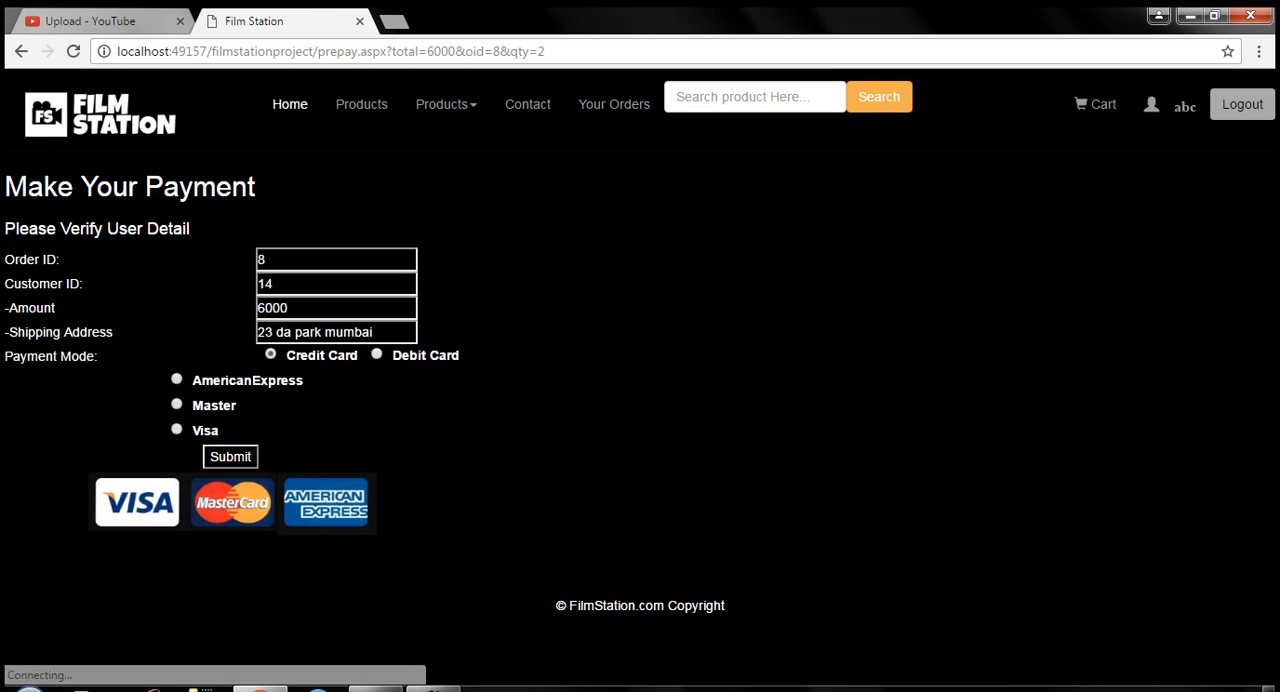 Upload - YouTube
Film Station
localhost:49157/filmstationproject/prepay.aspx?total=6000&oid=8&qty=2
FS FILM STATION
Home Products Products Contact Your Orders Search product Here... Search Cart abc Logout
Make Your Payment
Please Verify User Detail
Order ID: 8
Customer ID: 14
-Amount 6000
-Shipping Address 23 da park mumbai
Payment Mode: Credit Card Debit Card
AmericanExpress
Master
Visa
Submit
VISA MasterCard AMERICAN EXPRESS
© FilmStation.com Copyright
Connecting...